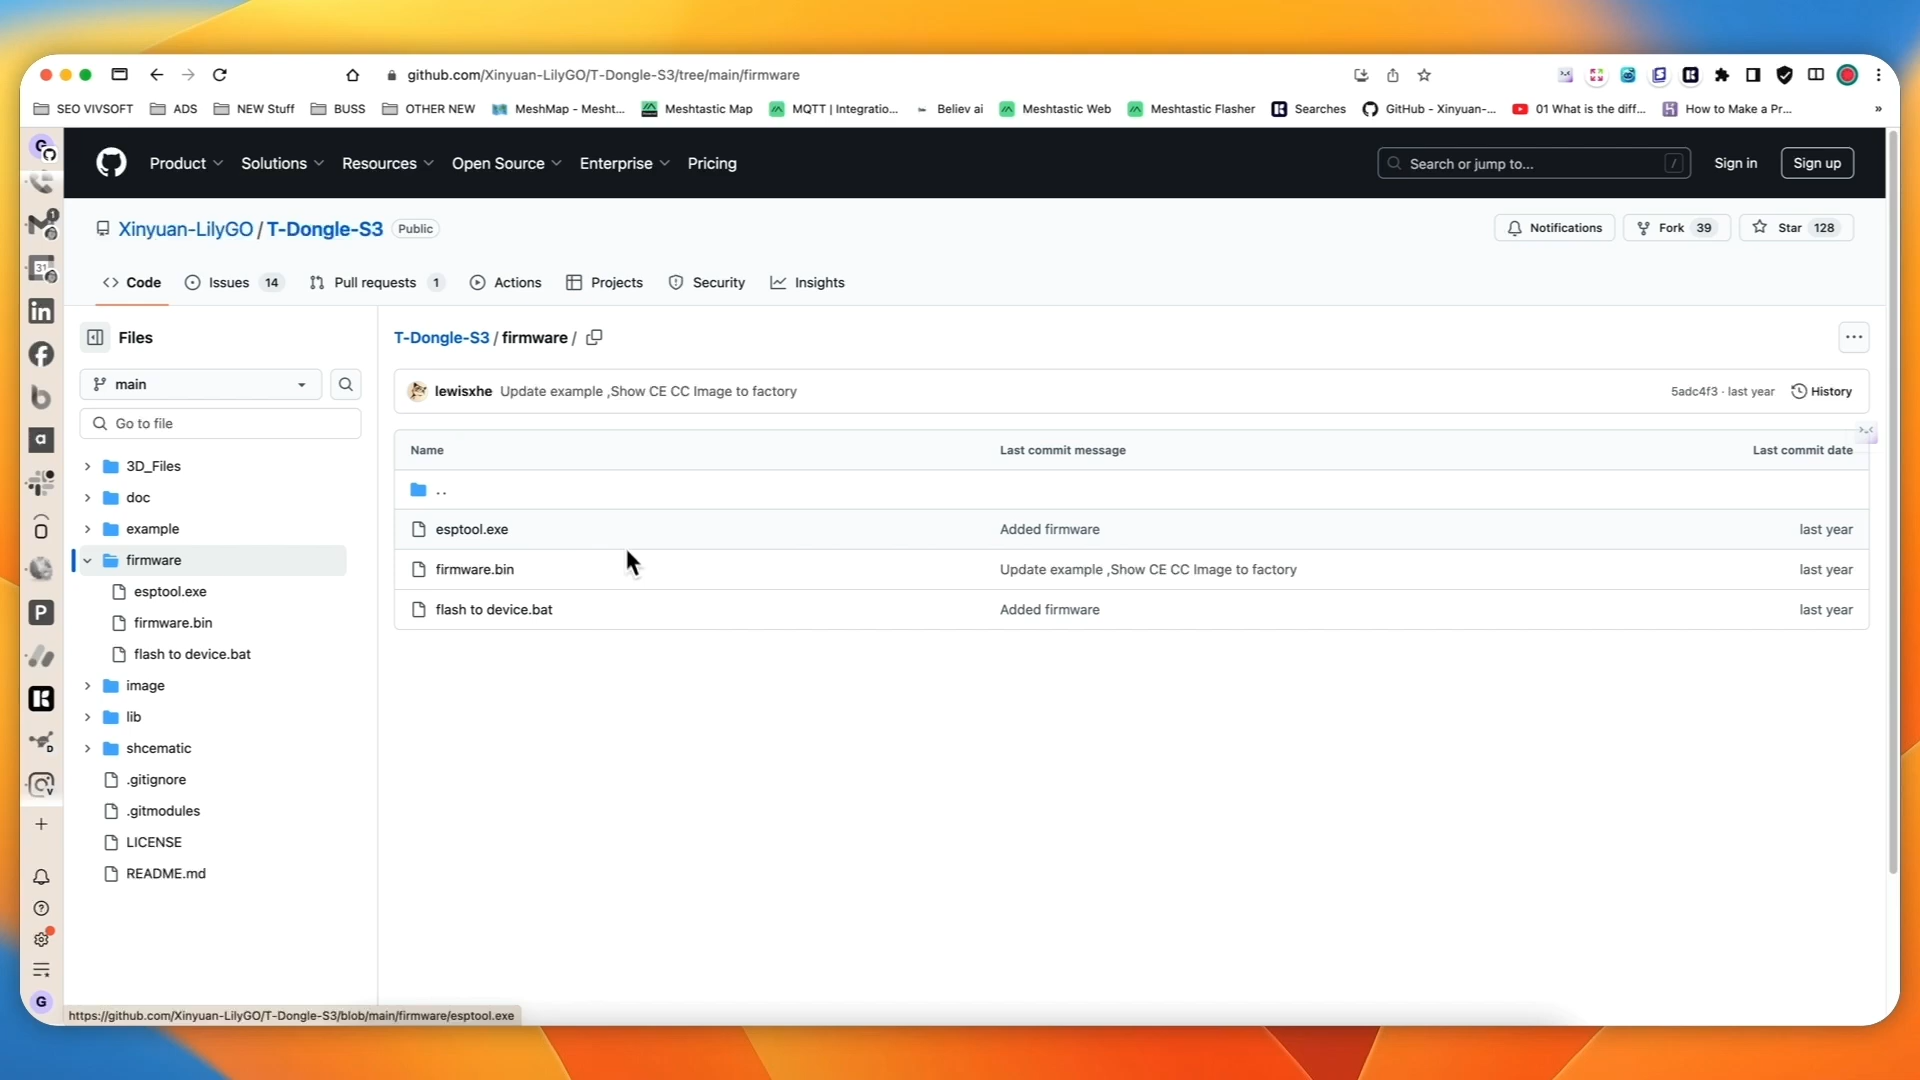 github.com/Xinyuan-LilyGO/T-Dongle-S3/tree/main/firmware
SEO VIVSOFT ADS NEW Stuff BUSS OTHER NEW MeshMap - Mesht... Meshtastic Map MQTT | Integratio... Believ ai Meshtastic Web Meshtastic Flasher Searches GitHub - Xinyuan-... 01 What is the diff... How to Make a Pr... »
Product Solutions Resources Open Source Enterprise Pricing Search or jump to... / Sign in Sign up
Xinyuan-LilyGO / T-Dongle-S3 Public Notifications Fork 39 Star 128
<> Code Issues 14 Pull requests 1 Actions Projects Security Insights
Files
main
Go to file
3D_Files
doc
example
firmware
esptool.exe
firmware.bin
flash to device.bat
image
lib
shcematic
.gitignore
.gitmodules
LICENSE
README.md
T-Dongle-S3 / firmware /
lewisxhe Update example ,Show CE CC Image to factory 5adc4f3 · last year History
Name Last commit message Last commit date
..
esptool.exe Added firmware last year
firmware.bin Update example ,Show CE CC Image to factory last year
flash to device.bat Added firmware last year
G
1
31
a
P
D
G
https://github.com/Xinyuan-LilyGO/T-Dongle-S3/blob/main/firmware/esptool.exe